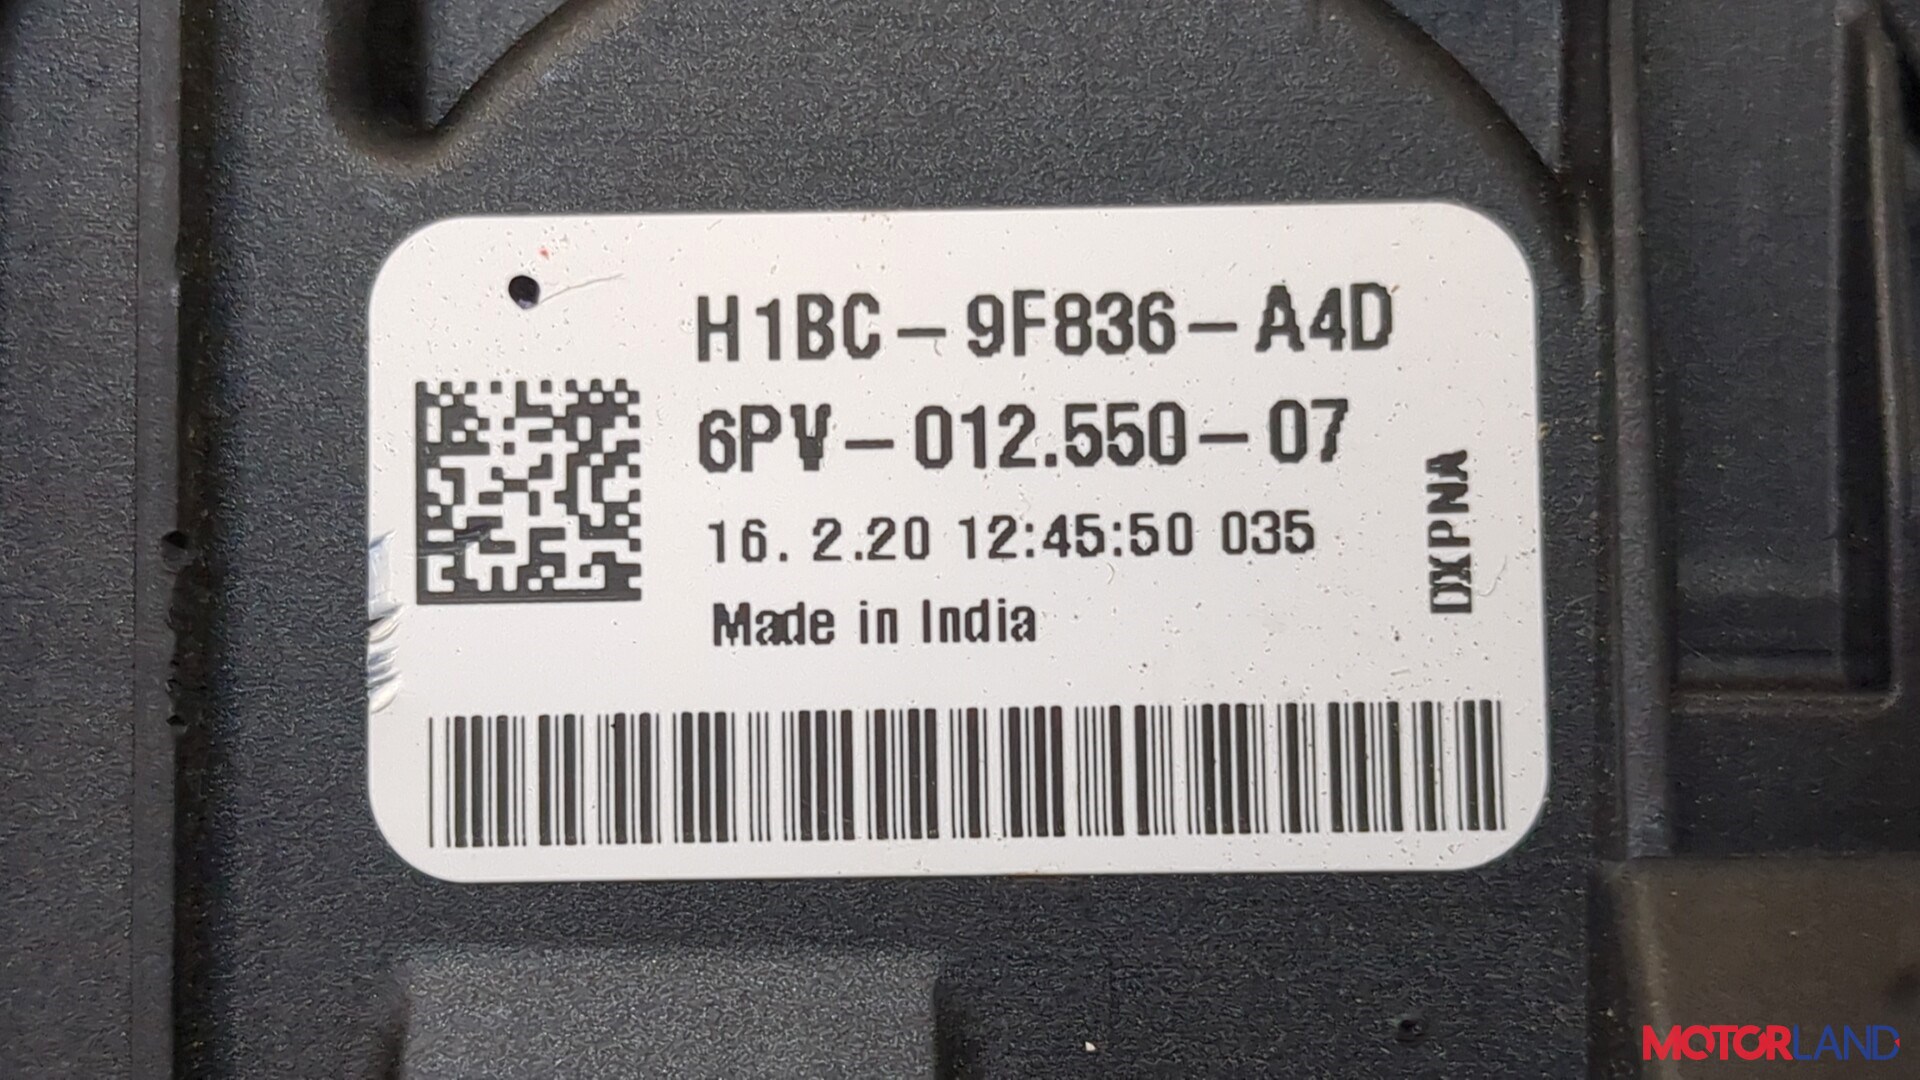 H1BC-9F836-A4D
6PV-012.550-07
16. 2.20 12:45:50 035
Made in India
DXPNA
MOTORLAND